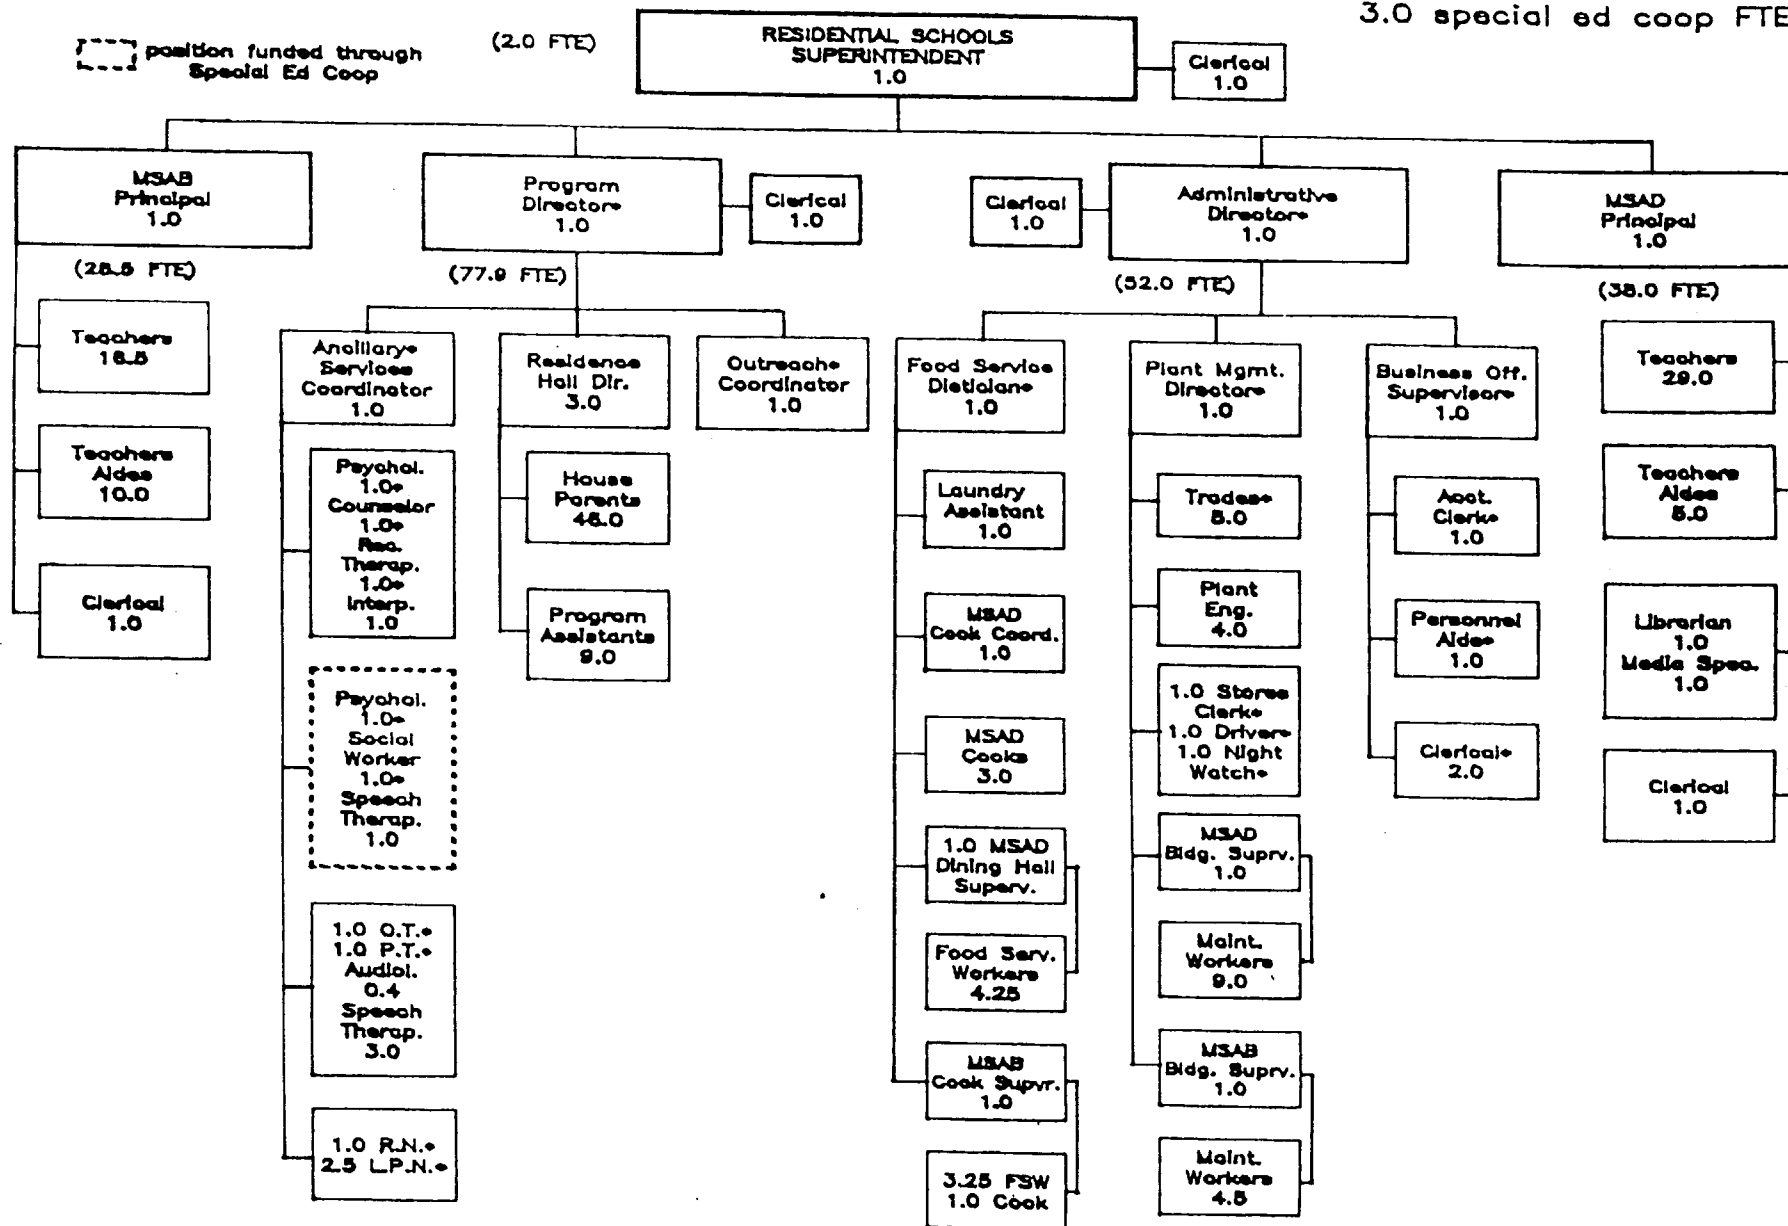 3.0 special ed coop FTE
position funded through
Special Ed Coop
(2.0 FTE)
RESIDENTIAL SCHOOLS
SUPERINTENDENT
1.0
Clerical
1.0
MSAB
Principal
1.0
Program
Director*
1.0
Clerical
1.0
Clerical
1.0
Administrative
Director*
1.0
MSAD
Principal
1.0
(28.5 FTE)
(77.9 FTE)
(52.0 FTE)
(38.0 FTE)
Teachers
16.5
Teachers
Aides
10.0
Clerical
1.0
Ancillary*
Services
Coordinator
1.0
Residence
Hall Dir.
3.0
Outreach*
Coordinator
1.0
Psychol.
1.0*
Counselor
1.0*
Rec.
Therap.
1.0*
Interp.
1.0
House
Parents
46.0
Program
Assistants
9.0
Psychol.
1.0*
Social
Worker
1.0*
Speech
Therap.
1.0
1.0 O.T.*
1.0 P.T.*
Audiol.
0.4
Speech
Therap.
3.0
1.0 R.N.*
2.5 L.P.N.*
Food Service
Dietician*
1.0
Laundry
Assistant
1.0
MSAD
Cook Coord.
1.0
MSAD
Cooks
3.0
1.0 MSAD
Dining Hall
Superv.
Food Serv.
Workers
4.25
MSAB
Cook Supvr.
1.0
3.25 FSW
1.0 Cook
Plant Mgmt.
Director*
1.0
Trades*
8.0
Plant
Eng.
4.0
1.0 Stores
Clerk*
1.0 Driver*
1.0 Night
Watch*
MSAD
Bldg. Suprv.
1.0
Maint.
Workers
9.0
MSAB
Bldg. Suprv.
1.0
Maint.
Workers
4.5
Business Off.
Supervisor*
1.0
Acct.
Clerk*
1.0
Personnel
Aide*
1.0
Clerical*
2.0
Teachers
29.0
Teachers
Aides
5.0
Librarian
1.0
Media Spec.
1.0
Clerical
1.0